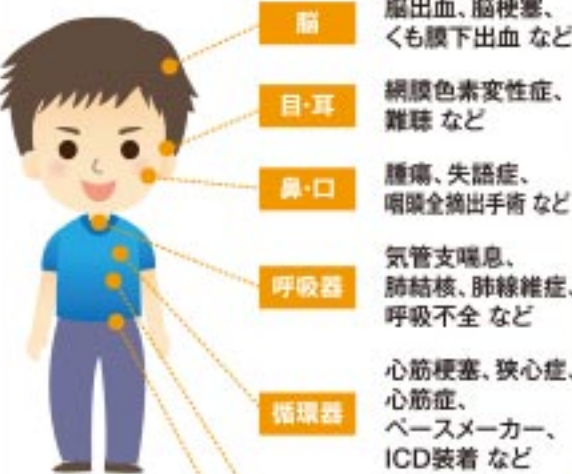 脳
脳出血、脳梗塞、
くも膜下出血 など
目・耳
網膜色素変性症、
難聴 など
鼻・口
腫瘍、失語症、
咽頭全摘出手術 など
呼吸器
気管支喘息、
肺結核、肺線維症、
呼吸不全 など
循環器
心筋梗塞、狭心症、
心筋症、
ペースメーカー、
ICD装着 など